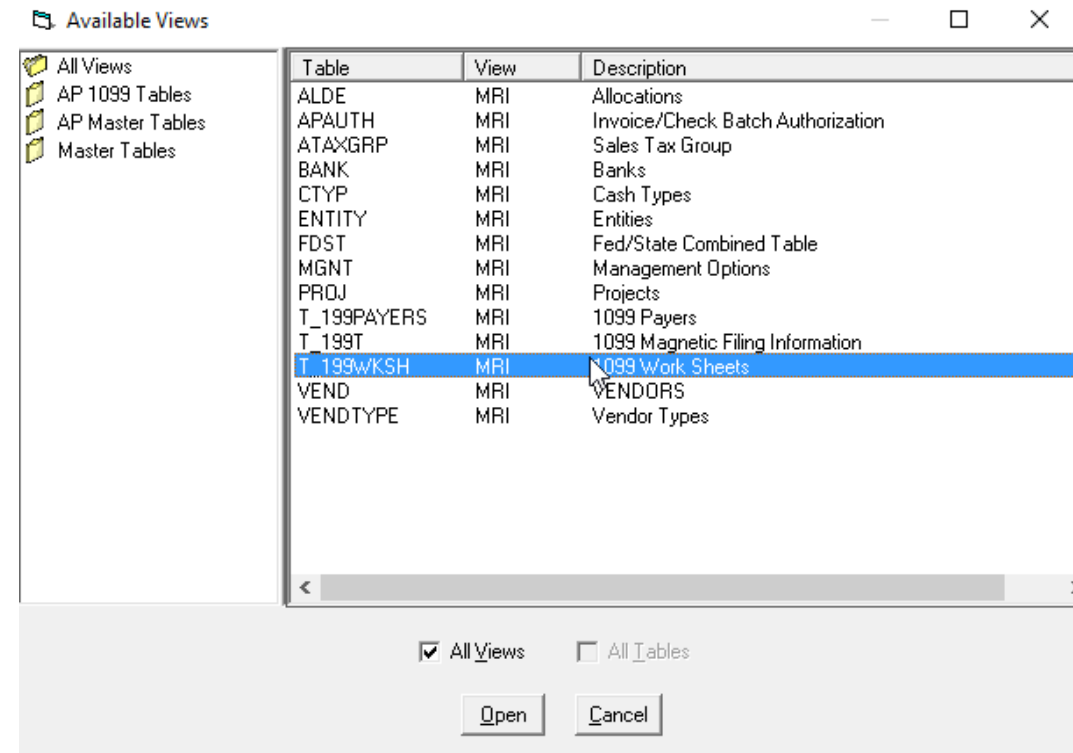 Available Views
All Views
AP 1099 Tables
AP Master Tables
Master Tables
Table View Description
ALDE MRI Allocations
APAUTH MRI Invoice/Check Batch Authorization
ATAXGRP MRI Sales Tax Group
BANK MRI Banks
CTYP MRI Cash Types
ENTITY MRI Entities
FDST MRI Fed/State Combined Table
MGNT MRI Management Options
PROJ MRI Projects
T_199PAYERS MRI 1099 Payers
T_199T MRI 1099 Magnetic Filing Information
T_199WKSH MRI 1099 Work Sheets
VEND MRI VENDORS
VENDTYPE MRI Vendor Types
All Views All Tables
Open Cancel